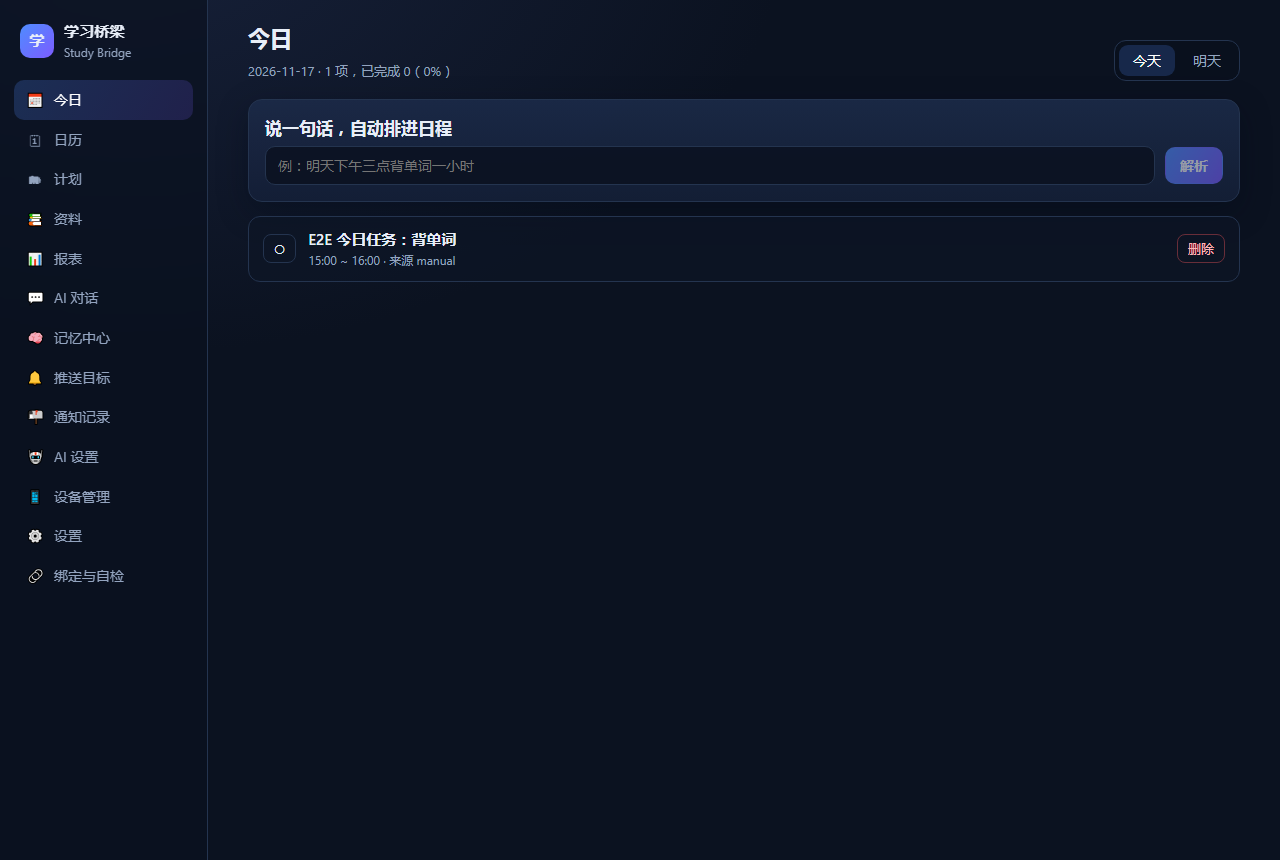 学
学习桥梁
Study Bridge
今日
日历
计划
资料
报表
AI 对话
记忆中心
推送目标
通知记录
AI 设置
设备管理
设置
绑定与自检
今日
2026-11-17 · 1 项，已完成 0（0%）
今天
明天
说一句话，自动排进日程
例：明天下午三点背单词一小时
解析
E2E 今日任务：背单词
15:00 ~ 16:00 · 来源 manual
删除